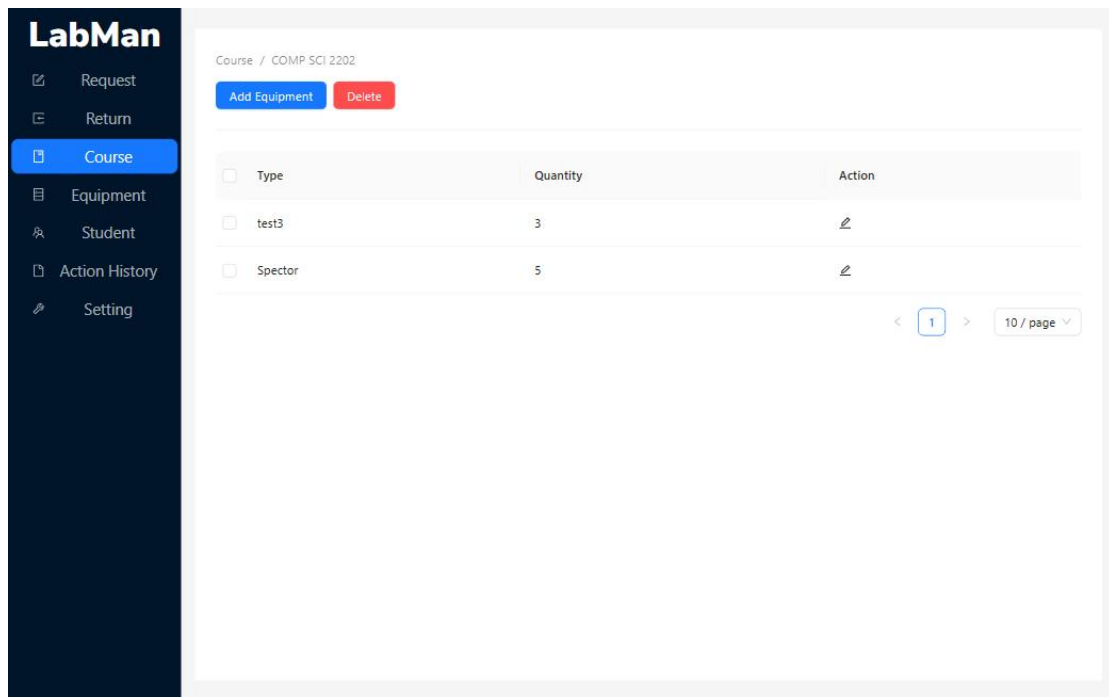 LabMan
Request
Return
Course
Equipment
Student
Action History
Setting
Course / COMP SCI 2202
Add Equipment Delete
Type Quantity Action
test3 3
Spector 5
< 1 > 10 / page